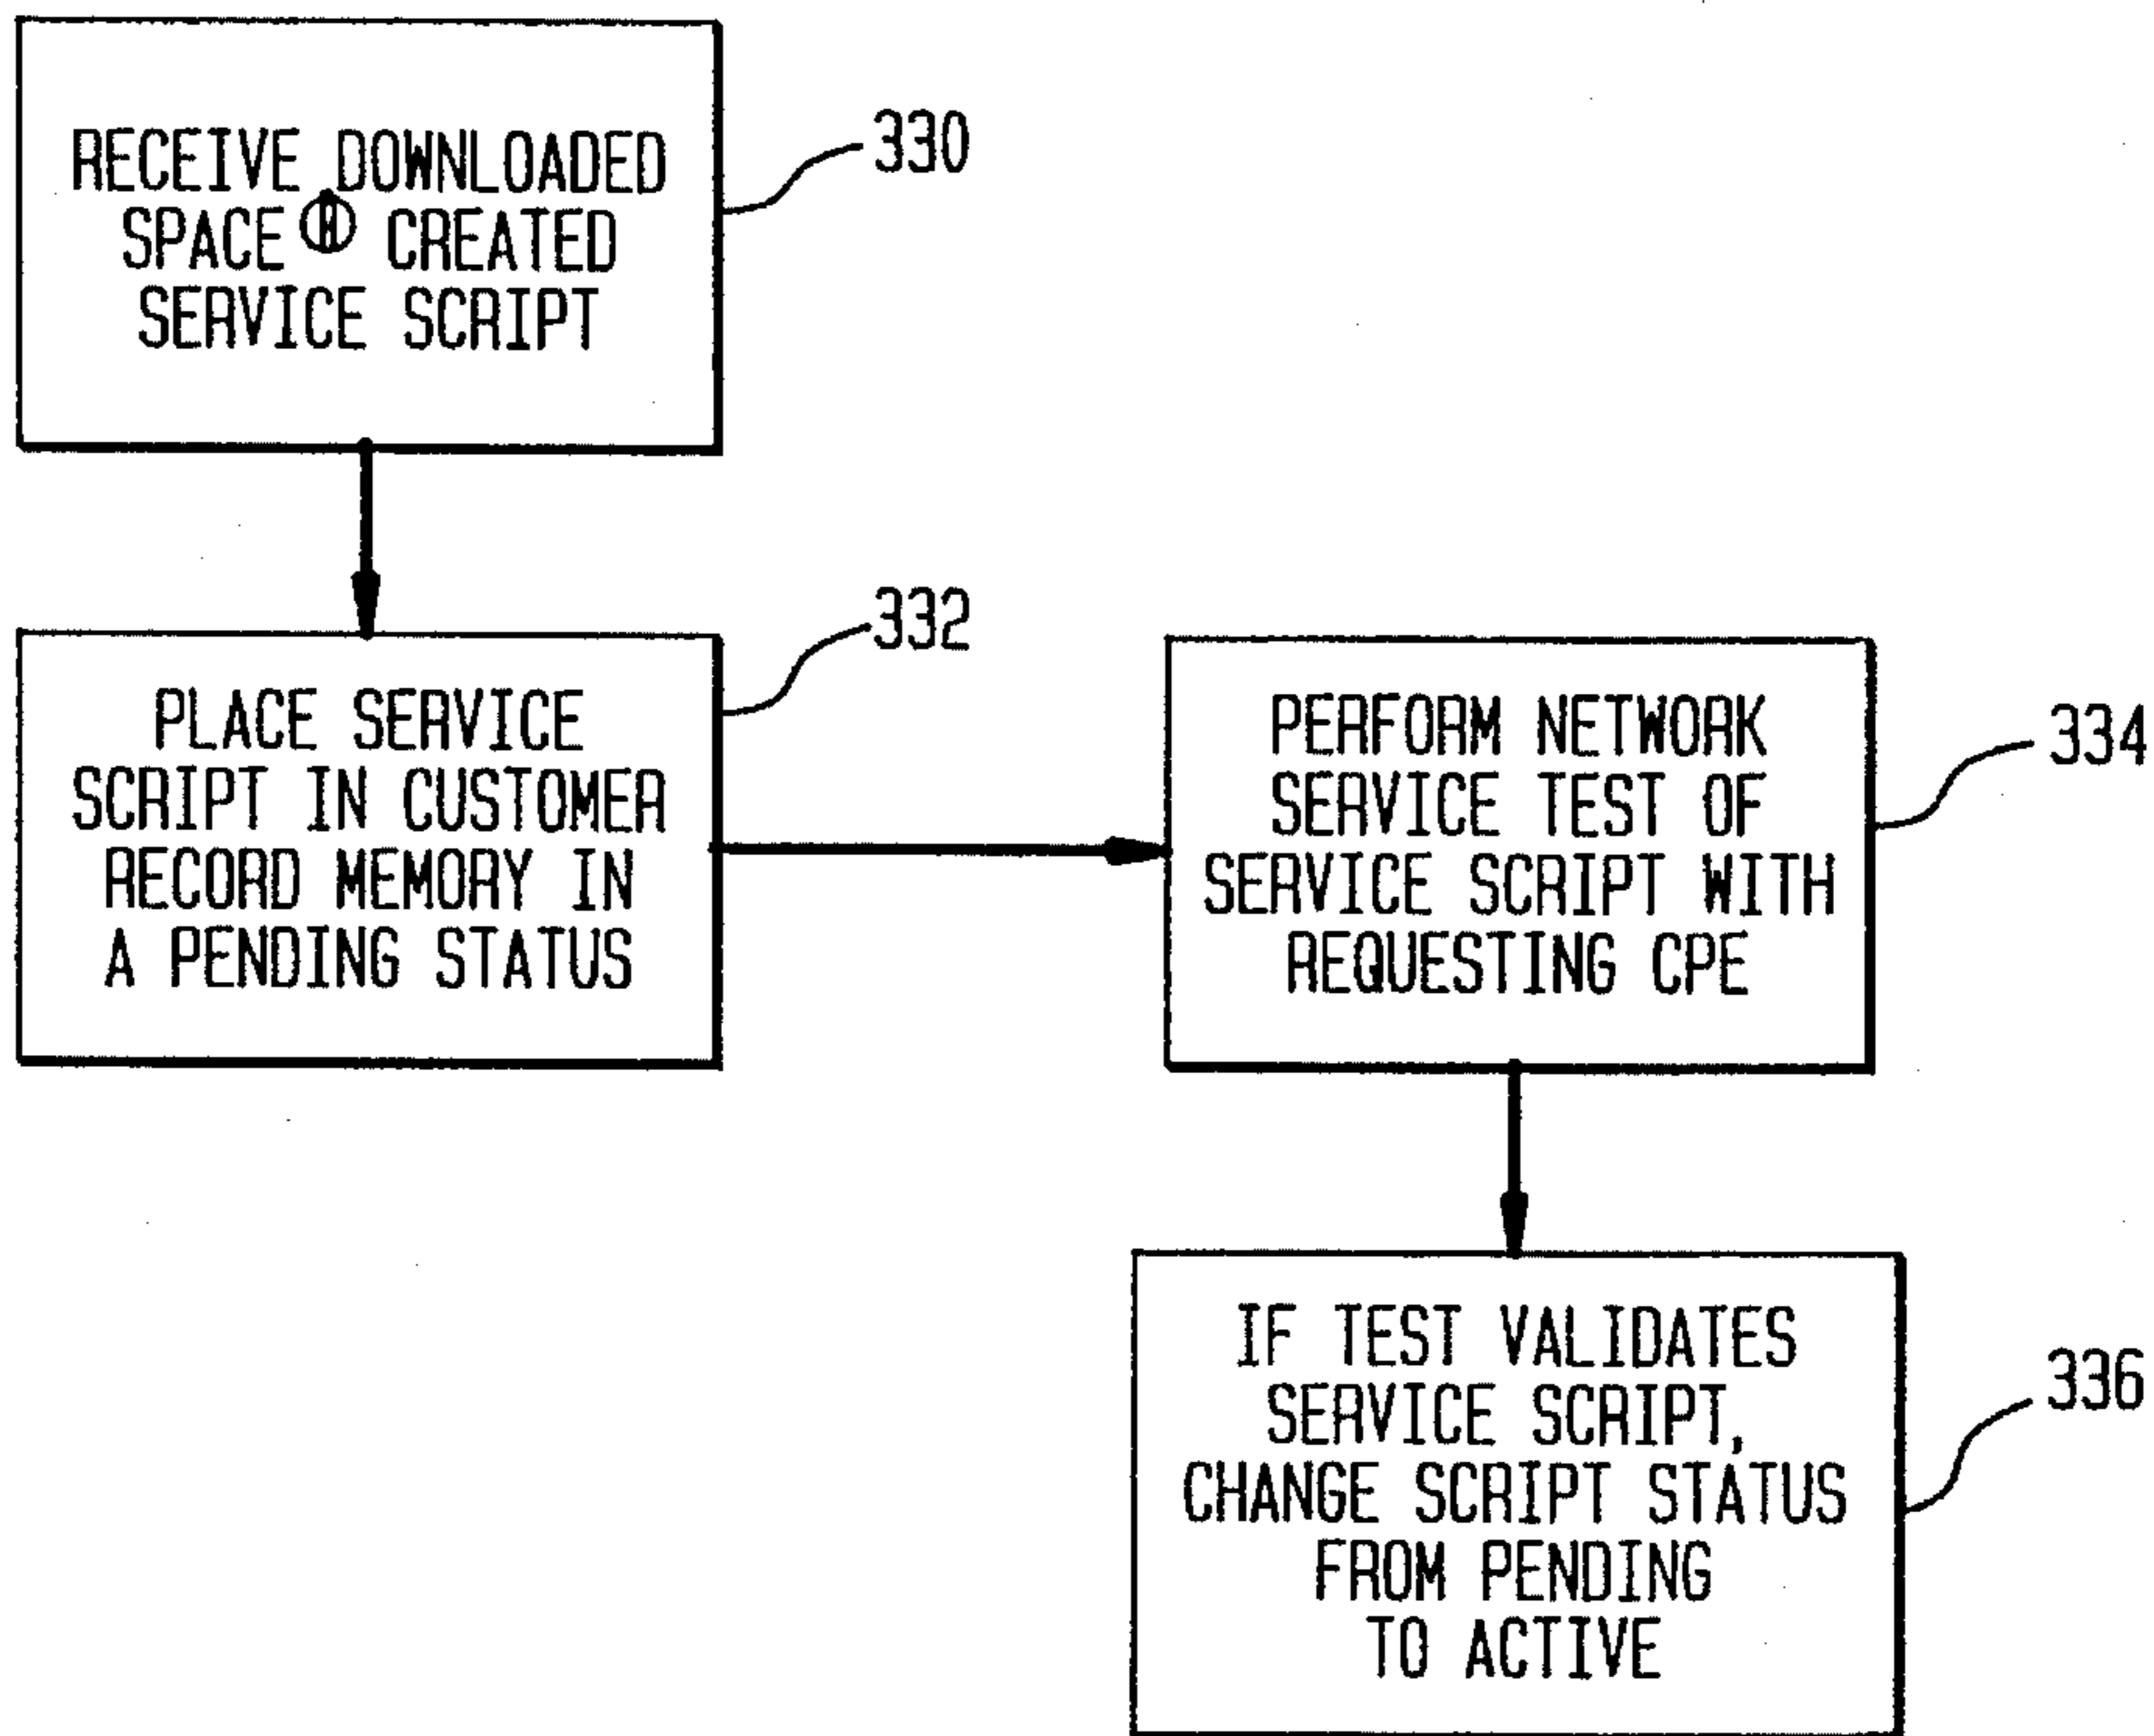 RECEIVE DOWNLOADED
SPACE ® CREATED
SERVICE SCRIPT
330
PLACE SERVICE
SCRIPT IN CUSTOMER
RECORD MEMORY IN
A PENDING STATUS
332
PERFORM NETWORK
SERVICE TEST OF
SERVICE SCRIPT WITH
REQUESTING CPE
334
IF TEST VALIDATES
SERVICE SCRIPT,
CHANGE SCRIPT STATUS
FROM PENDING
TO ACTIVE
336